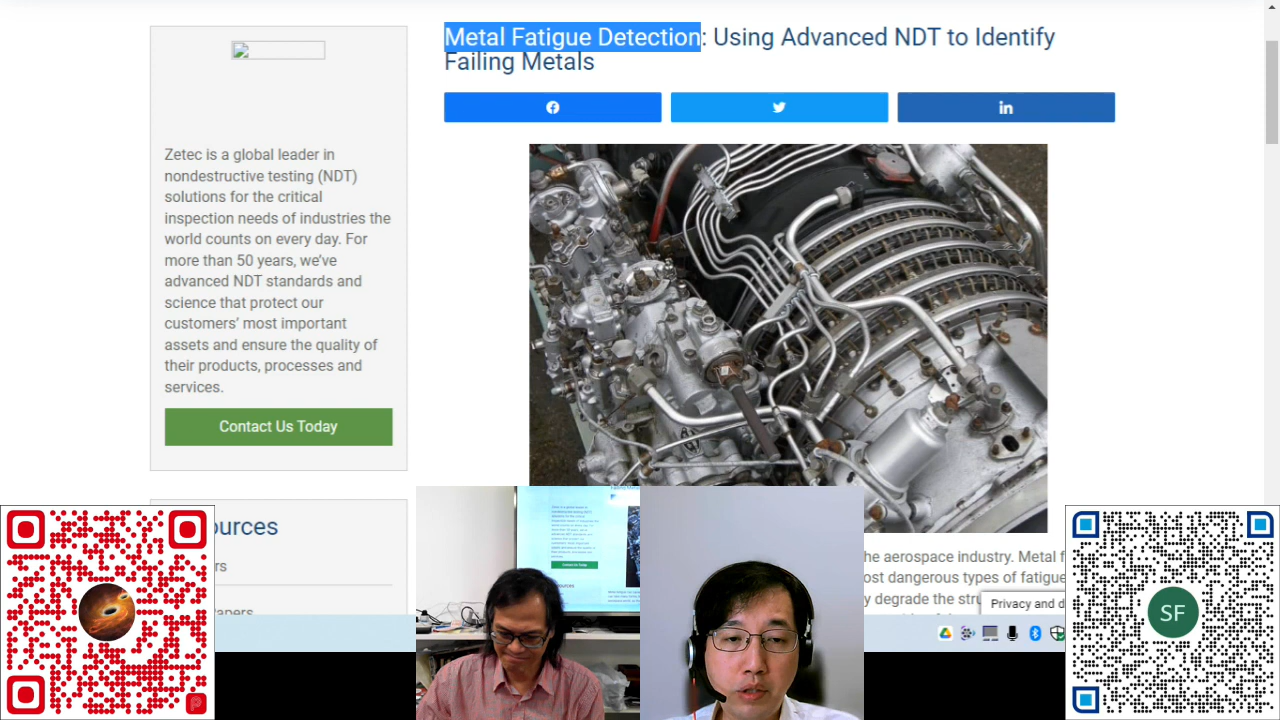 Metal Fatigue Detection: Using Advanced NDT to Identify
Failing Metals
Zetec is a global leader in
nondestructive testing (NDT)
solutions for the critical
inspection needs of industries the
world counts on every day. For
more than 50 years, we've
advanced NDT standards and
science that protect our
customers' most important
assets and ensure the quality of
their products, processes and
services.
Contact Us Today
ources
ers
apers
he aerospace industry, Metal f
ost dangerous types of fatigue
y degrade the stru
Privacy and d
SF